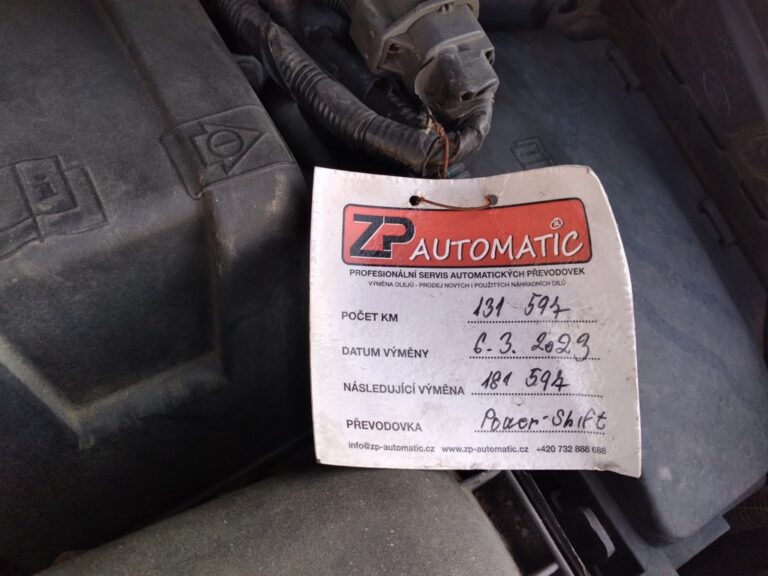 ZP AUTOMATIC ®
PROFESIONÁLNÍ SERVIS AUTOMATICKÝCH PŘEVODOVEK
VÝMĚNA OLEJŮ - PRODEJ NOVÝCH I POUŽITÝCH NÁHRADNÍCH DÍLŮ
POČET KM 131 594
DATUM VÝMĚNY 6.3. 2023
NÁSLEDUJÍCÍ VÝMĚNA 181 594
PŘEVODOVKA Power-Shift
info@zp-automatic.cz www.zp-automatic.cz +420 732 888 688